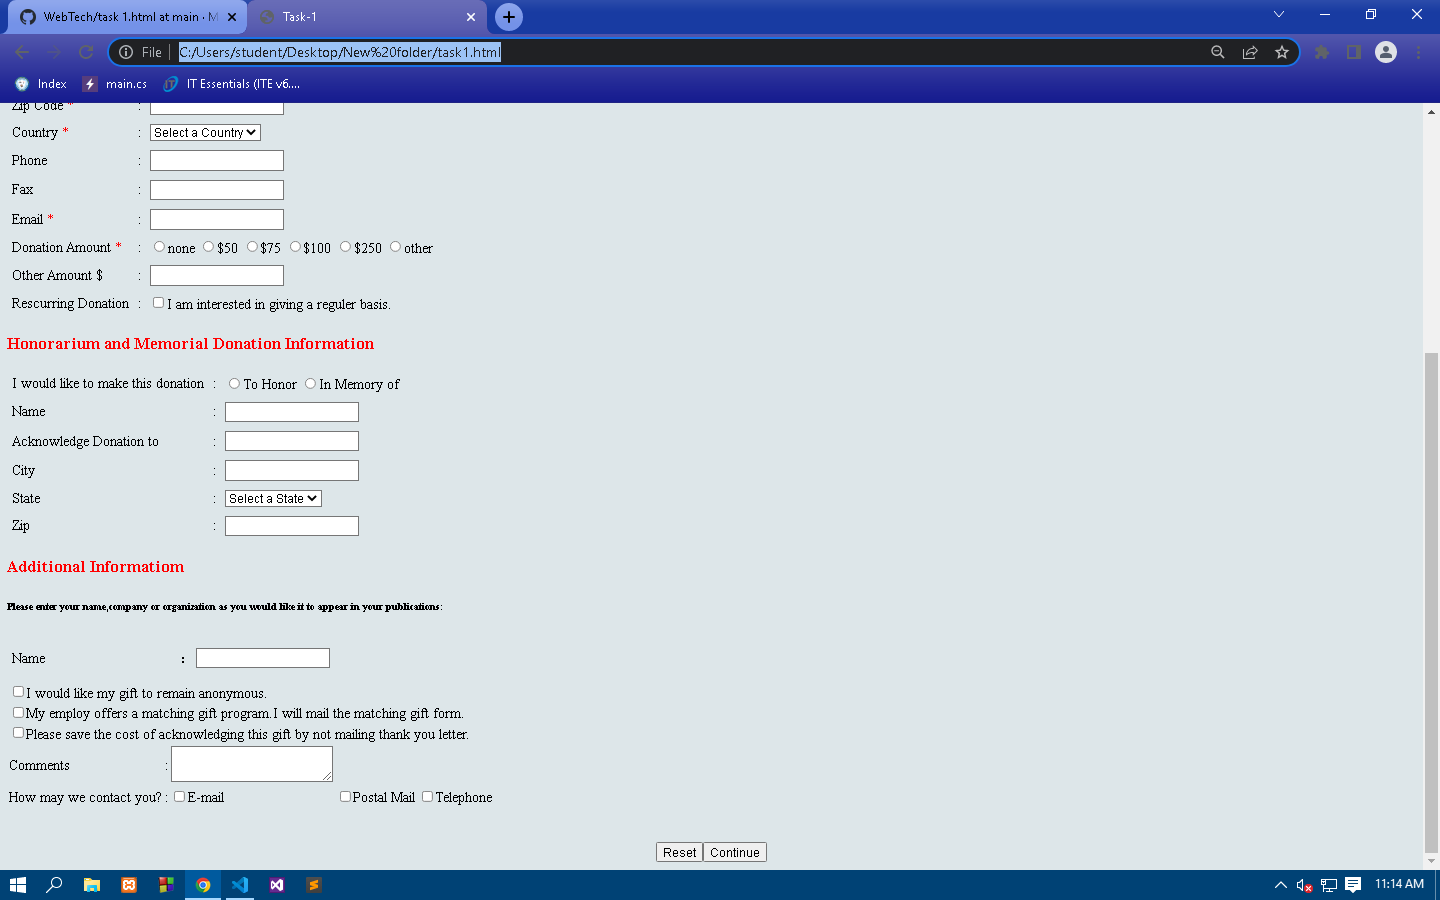 WebTech/task 1.html at main · M
Task-1
File
C:/Users/student/Desktop/New%20folder/task1.html
Index
main.cs
IT Essentials (ITE v6....
Zip Code * :
Country * : Select a Country
Phone :
Fax :
Email * :
Donation Amount * : none $50 $75 $100 $250 other
Other Amount $ :
Rescurring Donation : I am interested in giving a reguler basis.
Honorarium and Memorial Donation Information
I would like to make this donation : To Honor In Memory of
Name :
Acknowledge Donation to :
City :
State : Select a State
Zip :
Additional Informatiom
Please enter your name,company or organization as you would like it to appear in your publications:
Name :
I would like my gift to remain anonymous.
My employ offers a matching gift program.I will mail the matching gift form.
Please save the cost of acknowledging this gift by not mailing thank you letter.
Comments :
How may we contact you? : E-mail Postal Mail Telephone
Reset Continue
11:14 AM